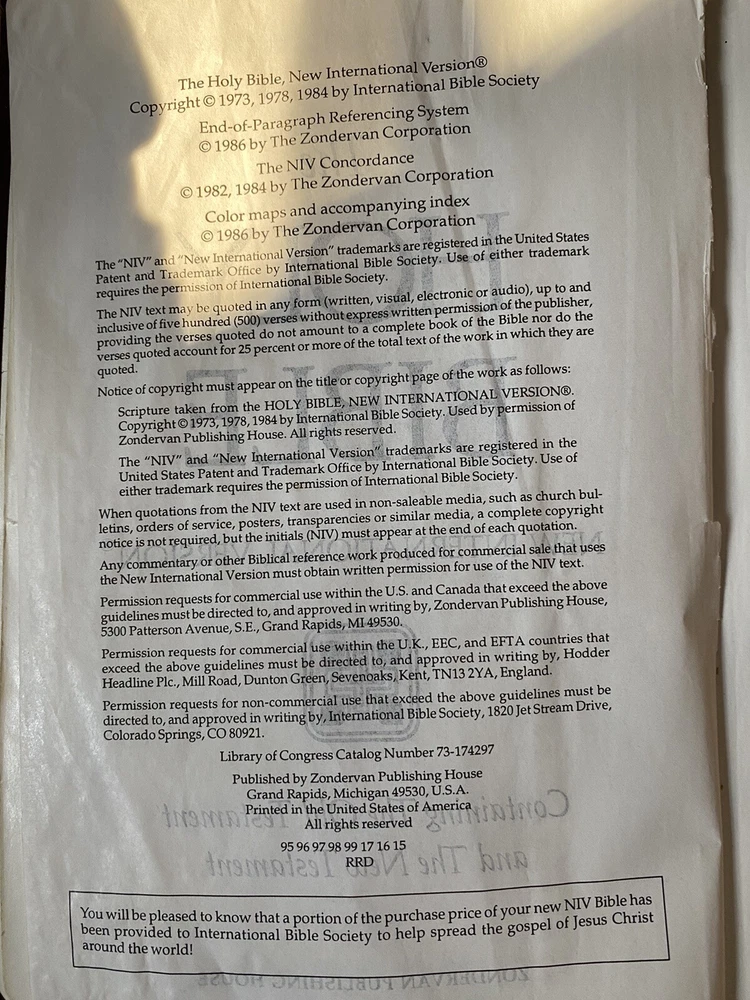 The Holy Bible, New International Version®
Copyright © 1973, 1978, 1984 by International Bible Society
End-of-Paragraph Referencing System
© 1986 by The Zondervan Corporation
The NIV Concordance
© 1982, 1984 by The Zondervan Corporation
Color maps and accompanying index
© 1986 by The Zondervan Corporation
The “NIV” and “New International Version” trademarks are registered in the United States
Patent and Trademark Office by International Bible Society. Use of either trademark
requires the permission of International Bible Society.
The NIV text may be quoted in any form (written, visual, electronic or audio), up to and
inclusive of five hundred (500) verses without express written permission of the publisher,
providing the verses quoted do not amount to a complete book of the Bible nor do the
verses quoted account for 25 percent or more of the total text of the work in which they are
quoted.
Notice of copyright must appear on the title or copyright page of the work as follows:
Scripture taken from the HOLY BIBLE, NEW INTERNATIONAL VERSION®.
Copyright © 1973, 1978, 1984 by International Bible Society. Used by permission of
Zondervan Publishing House. All rights reserved.
The “NIV” and “New International Version” trademarks are registered in the
United States Patent and Trademark Office by International Bible Society. Use of
either trademark requires the permission of International Bible Society.
When quotations from the NIV text are used in non-saleable media, such as church bul-
letins, orders of service, posters, transparencies or similar media, a complete copyright
notice is not required, but the initials (NIV) must appear at the end of each quotation.
Any commentary or other Biblical reference work produced for commercial sale that uses
the New International Version must obtain written permission for use of the NIV text.
Permission requests for commercial use within the U.S. and Canada that exceed the above
guidelines must be directed to, and approved in writing by, Zondervan Publishing House,
5300 Patterson Avenue, S.E., Grand Rapids, MI 49530.
Permission requests for commercial use within the U.K., EEC, and EFTA countries that
exceed the above guidelines must be directed to, and approved in writing by, Hodder
Headline Plc., Mill Road, Dunton Green, Sevenoaks, Kent, TN13 2YA, England.
Permission requests for non-commercial use that exceed the above guidelines must be
directed to, and approved in writing by, International Bible Society, 1820 Jet Stream Drive,
Colorado Springs, CO 80921.
Library of Congress Catalog Number 73-174297
Published by Zondervan Publishing House
Grand Rapids, Michigan 49530, U.S.A.
Printed in the United States of America
All rights reserved
95 96 97 98 99 17 16 15
RRD
You will be pleased to know that a portion of the purchase price of your new NIV Bible has
been provided to International Bible Society to help spread the gospel of Jesus Christ
around the world!